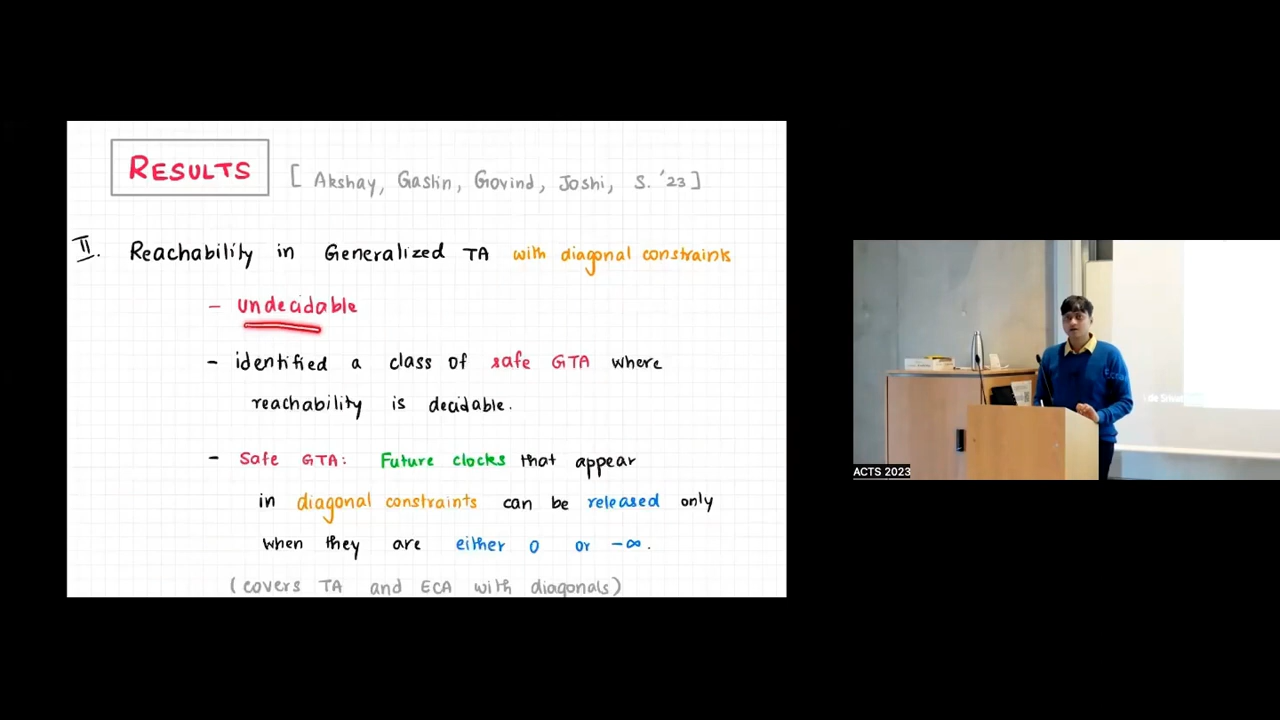 RESULTS [Akshay, Gastin, Govind, Joshi, S. '23]
II. Reachability in Generalized TA with diagonal constraints
- undecidable
- identified a class of safe GTA where
reachability is decidable.
- Safe GTA: Future clocks that appear
in diagonal constraints can be released only
when they are either 0 or -∞.
(covers TA and ECA with diagonals)
ACTS 2023